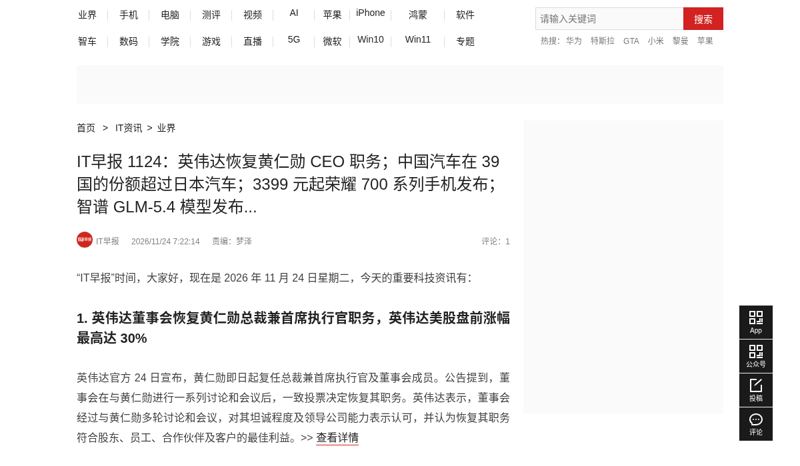 业界 手机 电脑 测评 视频 AI 苹果 iPhone 鸿蒙 软件
智车 数码 学院 游戏 直播 5G 微软 Win10 Win11 专题
请输入关键词 搜索
热搜： 华为 特斯拉 GTA 小米 黎曼 苹果
首页 > IT资讯 > 业界
IT早报 1124：英伟达恢复黄仁勋 CEO 职务；中国汽车在 39
国的份额超过日本汽车；3399 元起荣耀 700 系列手机发布；
智谱 GLM-5.4 模型发布...
IT早报 2026/11/24 7:22:14 责编：梦泽 评论：1
“IT早报”时间，大家好，现在是 2026 年 11 月 24 日星期二，今天的重要科技资讯有：
1. 英伟达董事会恢复黄仁勋总裁兼首席执行官职务，英伟达美股盘前涨幅
最高达 30%
英伟达官方 24 日宣布，黄仁勋即日起复任总裁兼首席执行官及董事会成员。公告提到，董
事会在与黄仁勋进行一系列讨论和会议后，一致投票决定恢复其职务。英伟达表示，董事会
经过与黄仁勋多轮讨论和会议，对其坦诚程度及领导公司能力表示认可，并认为恢复其职务
符合股东、员工、合作伙伴及客户的最佳利益。>> 查看详情
App
公众号
投稿
评论